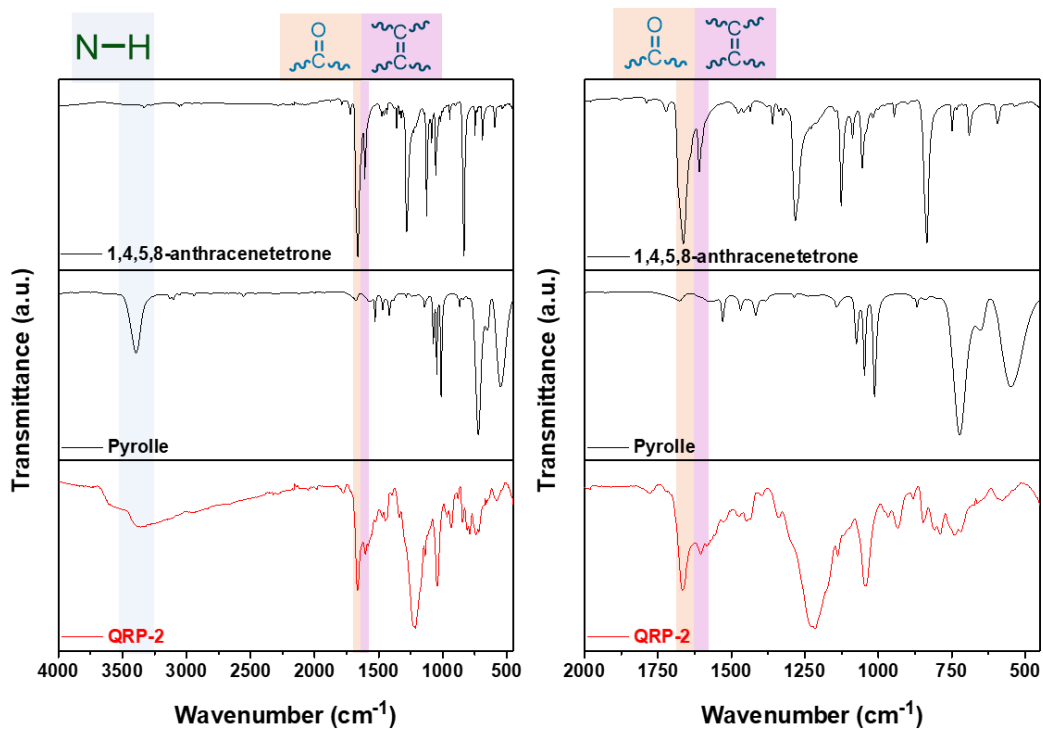 N–H
O
C
C
C
O
C
C
C
1,4,5,8-anthracenetetrone
Pyrolle
QRP-2
4000 3500 3000 2500 2000 1500 1000 500
Wavenumber (cm⁻¹)
Transmittance (a.u.)
1,4,5,8-anthracenetetrone
Pyrolle
QRP-2
2000 1750 1500 1250 1000 750 500
Wavenumber (cm⁻¹)
Transmittance (a.u.)